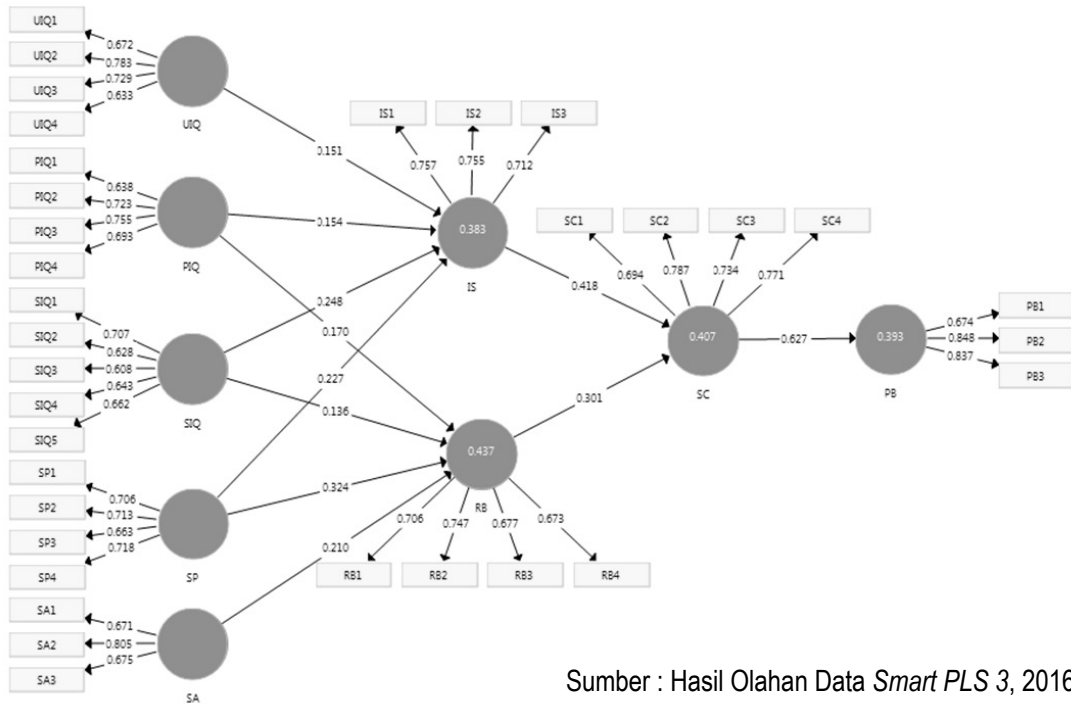 UIQ1
UIQ2
UIQ3
UIQ4
0.672
0.783
0.729
0.633
UIQ
PIQ1
PIQ2
PIQ3
PIQ4
0.638
0.723
0.755
0.693
PIQ
SIQ1
SIQ2
SIQ3
SIQ4
SIQ5
0.707
0.628
0.608
0.643
0.662
SIQ
SP1
SP2
SP3
SP4
0.706
0.713
0.663
0.718
SP
SA1
SA2
SA3
0.671
0.805
0.675
SA
0.151
0.154
0.248
0.170
0.227
0.136
0.324
0.210
IS1
IS2
IS3
0.757
0.755
0.712
0.383
IS
0.437
RB
0.706
0.747
0.677
0.673
RB1
RB2
RB3
RB4
0.418
0.301
SC1
SC2
SC3
SC4
0.694
0.787
0.734
0.771
0.407
SC
0.627
0.393
PB
0.674
0.848
0.837
PB1
PB2
PB3
Sumber : Hasil Olahan Data Smart PLS 3, 2016